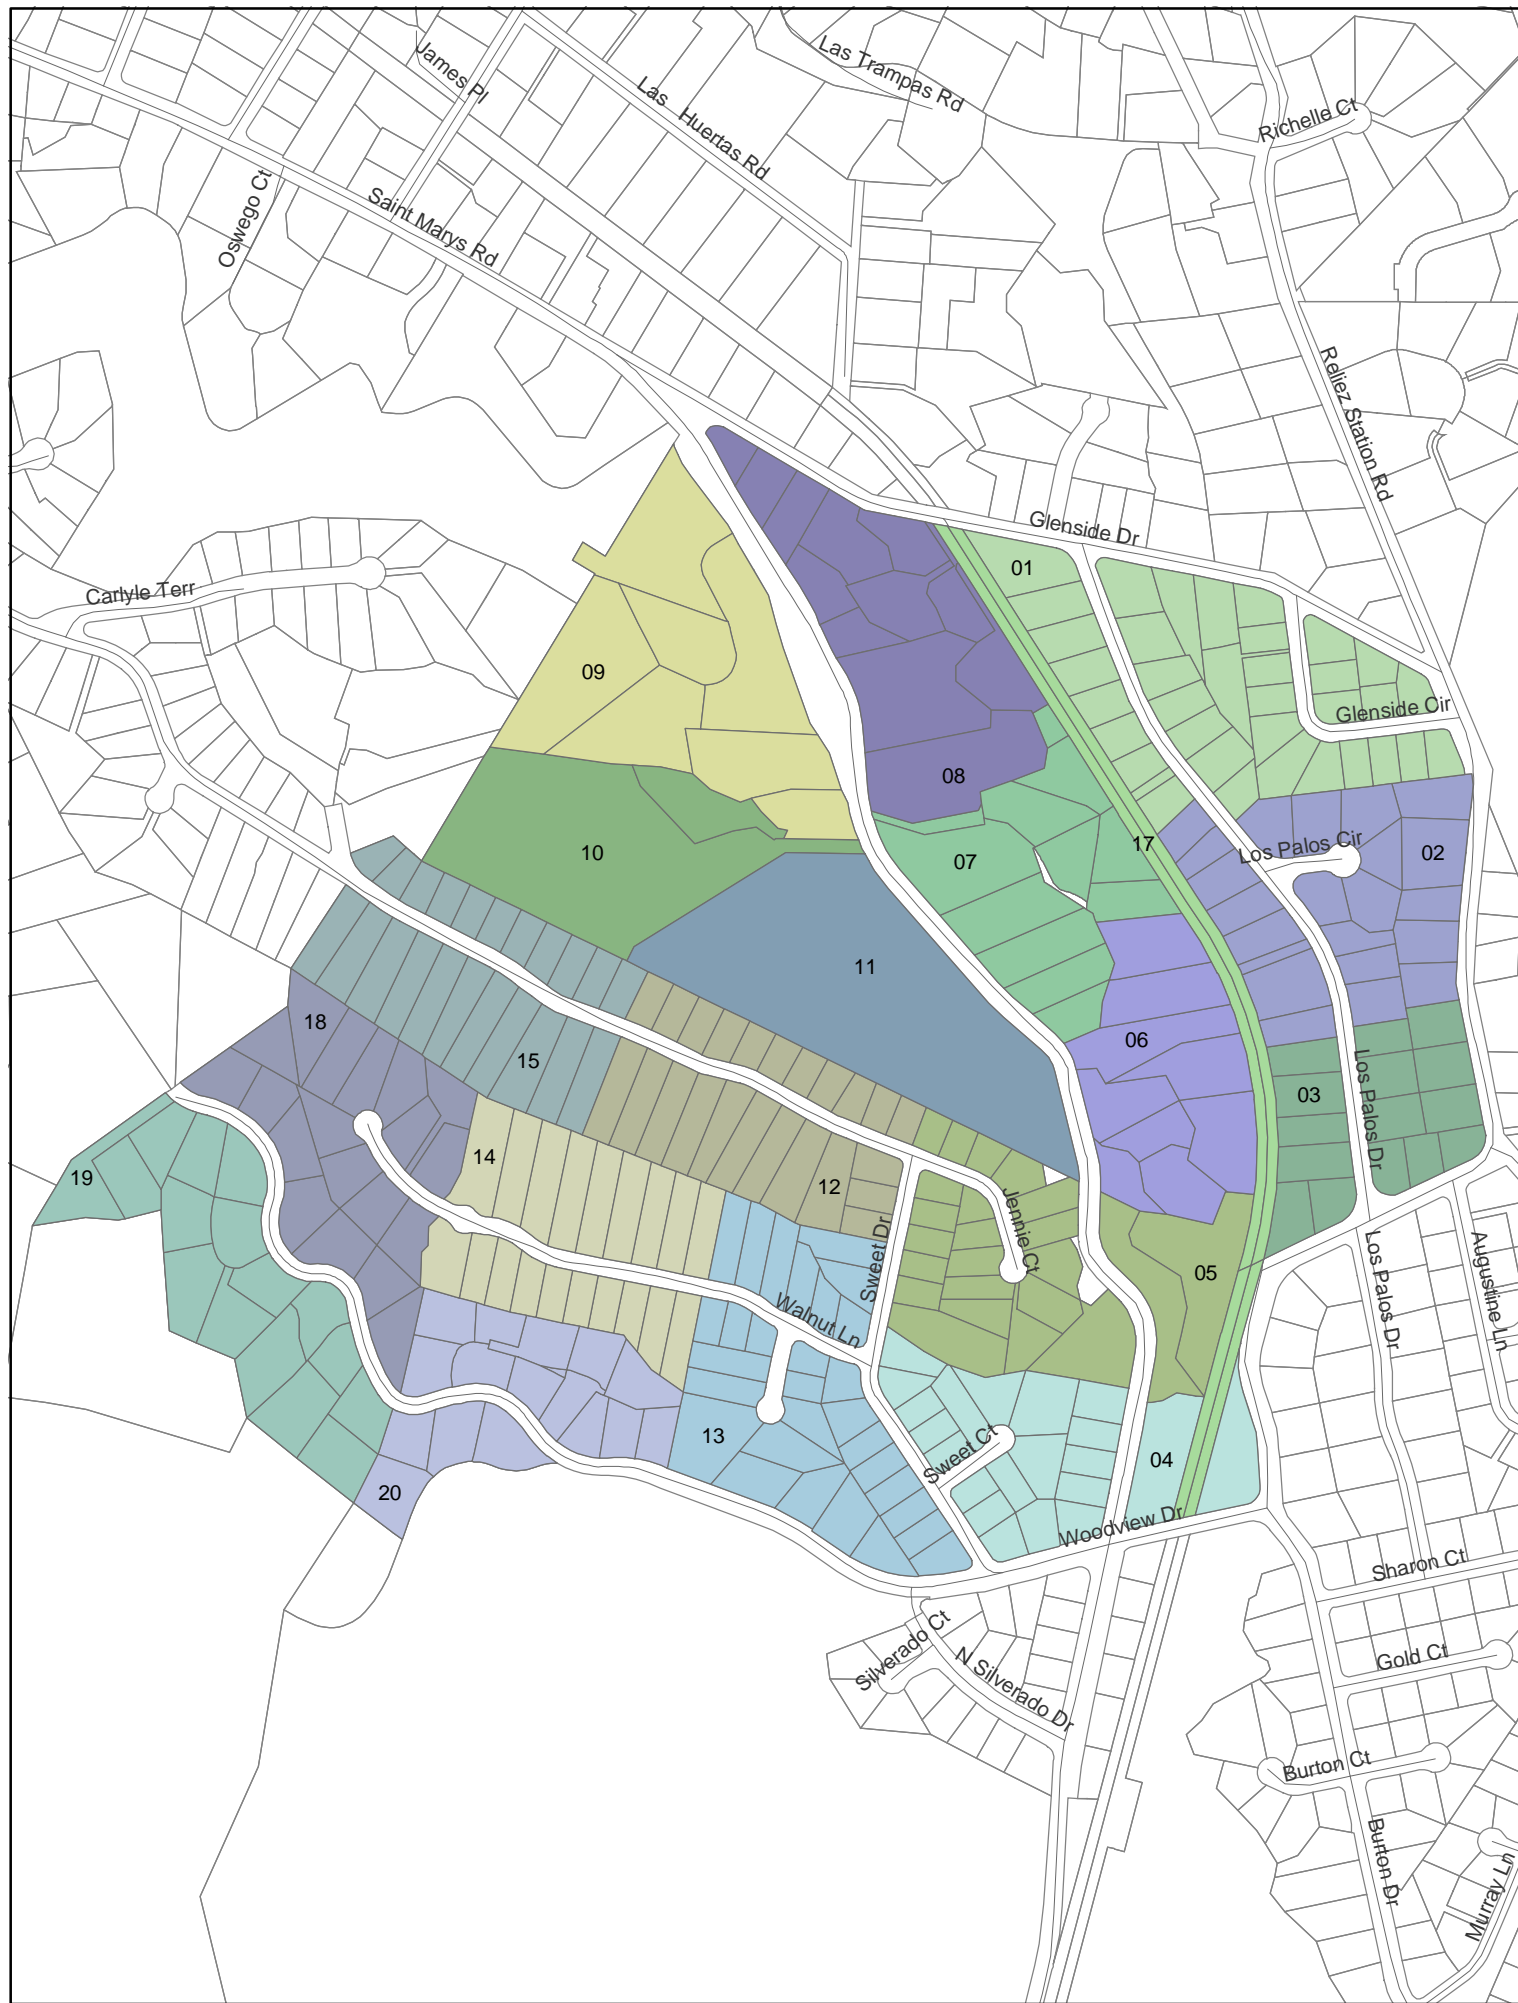 James Pl
Las Huertas Rd
Las Trampas Rd
Richelle Ct
Oswego Ct
Saint Marys Rd
Reliez Station Rd
Glenside Dr
01
Carlyle Terr
09
Glenside Cir
08
10
07
17
Los Palos Cir
02
11
18
15
06
03
Los Palos Dr
14
19
12
Jennie Ct
Sweet Dr
05
Los Palos Dr
Augustine Ln
Walnut Ln
13
Sweet Ct
04
20
Woodview Dr
Sharon Ct
Silverado Ct
N Silverado Dr
Gold Ct
Burton Ct
Burton Dr
Murray Ln